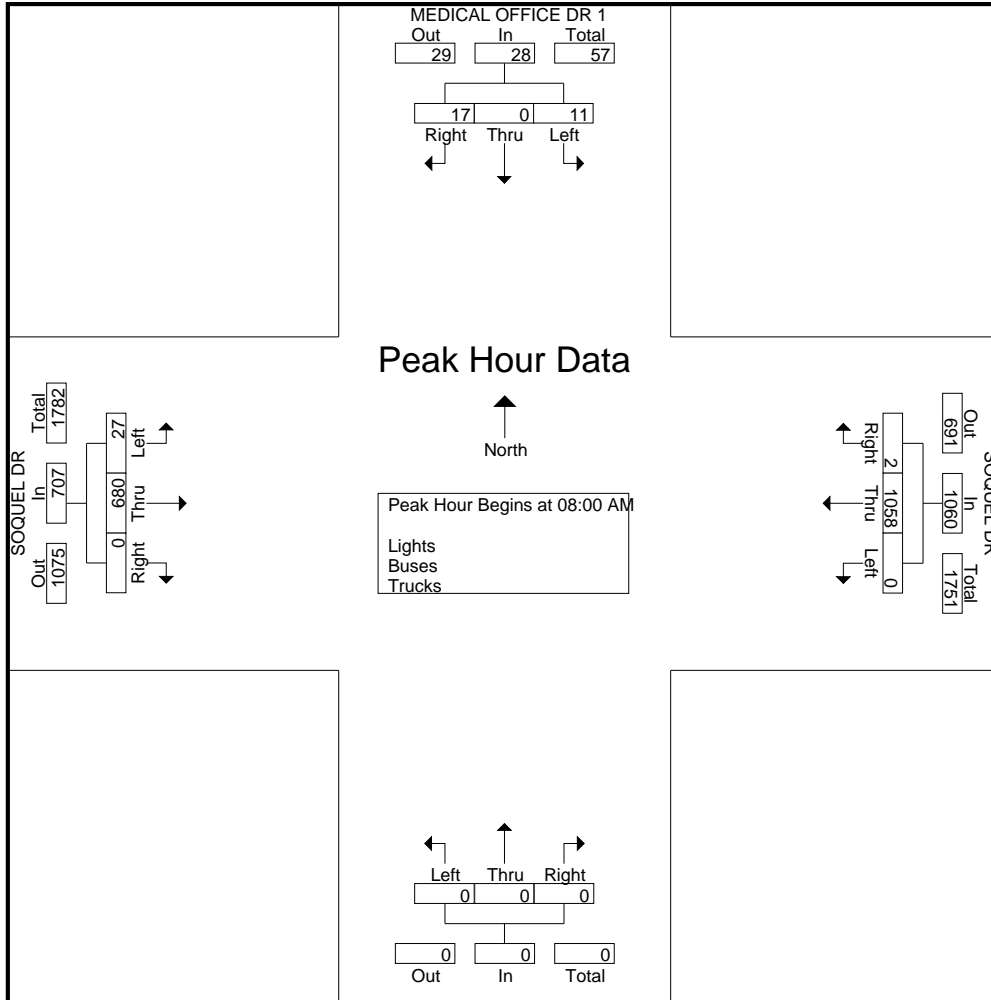 MEDICAL OFFICE DR 1
Out In Total
29 28 57
17 0 11
Right Thru Left
Peak Hour Data
North
Peak Hour Begins at 08:00 AM
Lights
Buses
Trucks
SOQUEL DR
Total In Out
1782 707 1075
27 680 0
Left Thru Right
SOQUEL DR
Out In Total
691 1060 1751
2 1058 0
Right Thru Left
Left Thru Right
0 0 0
0 0 0
Out In Total